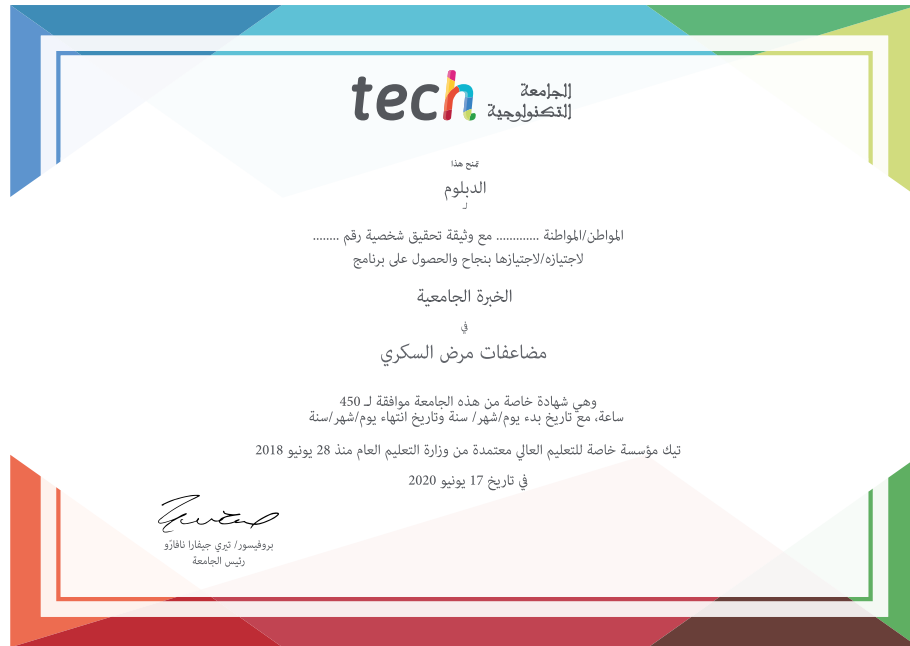 tech الجامعة
التكنولوجية
تمنح هذا
الدبلوم
لـ
المواطن/المواطنة ............. مع وثيقة تحقيق شخصية رقم ........
لاجتيازه/لاجتيازها بنجاح والحصول على برنامج
الخبرة الجامعية
في
مضاعفات مرض السكري
وهي شهادة خاصة من هذه الجامعة موافقة لـ 450
ساعة، مع تاريخ بدء يوم/شهر/ سنة وتاريخ انتهاء يوم/شهر/سنة
تيك مؤسسة خاصة للتعليم العالي معتمدة من وزارة التعليم العام منذ 28 يونيو 2018
في تاريخ 17 يونيو 2020
بروفيسور/ تيري جيفارا نافارّو
رئيس الجامعة